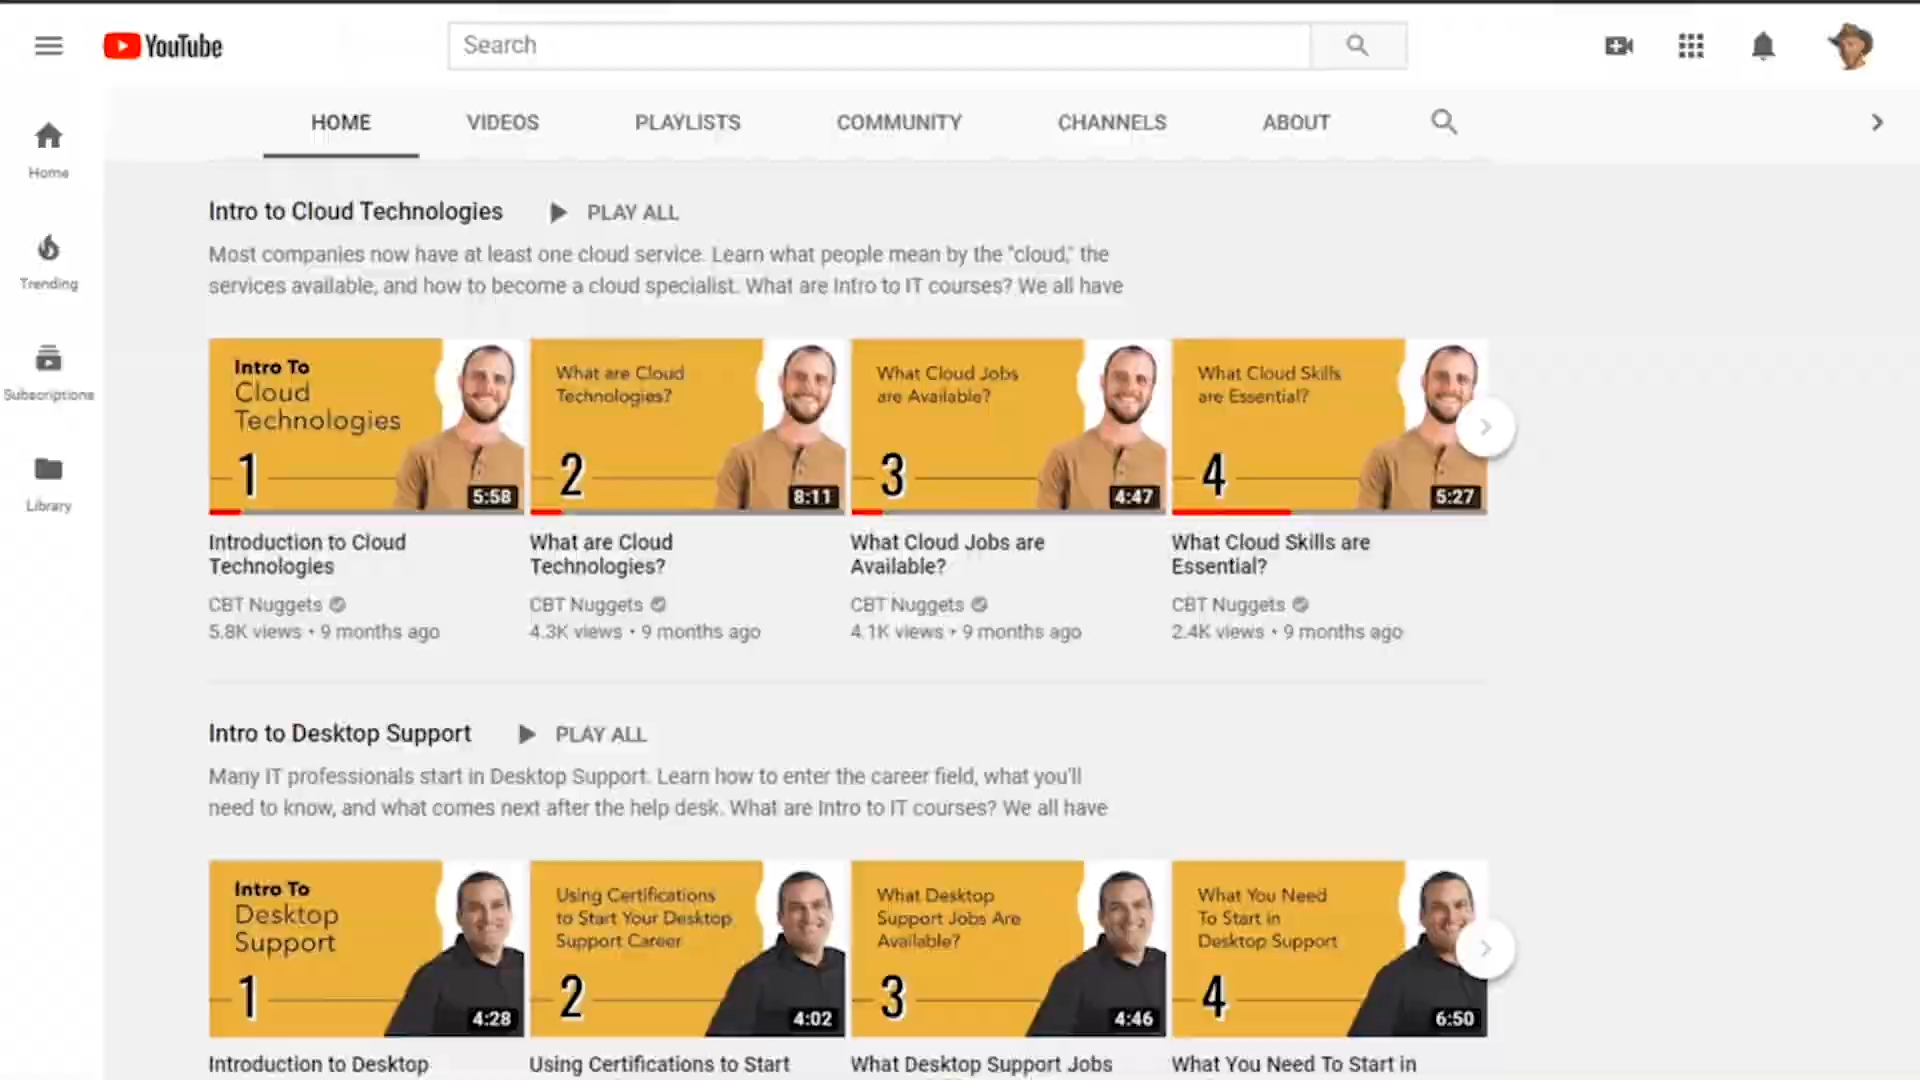 YouTube
Search
HOME VIDEOS PLAYLISTS COMMUNITY CHANNELS ABOUT
Home
Trending
Subscriptions
Library
Intro to Cloud Technologies PLAY ALL
Most companies now have at least one cloud service. Learn what people mean by the "cloud," the
services available, and how to become a cloud specialist. What are Intro to IT courses? We all have
Intro To
Cloud
Technologies
1
5:58
What are Cloud
Technologies?
2
8:11
What Cloud Jobs
are Available?
3
4:47
What Cloud Skills
are Essential?
4
5:27
Introduction to Cloud
Technologies
CBT Nuggets
5.8K views • 9 months ago
What are Cloud
Technologies?
CBT Nuggets
4.3K views • 9 months ago
What Cloud Jobs are
Available?
CBT Nuggets
4.1K views • 9 months ago
What Cloud Skills are
Essential?
CBT Nuggets
2.4K views • 9 months ago
Intro to Desktop Support PLAY ALL
Many IT professionals start in Desktop Support. Learn how to enter the career field, what you'll
need to know, and what comes next after the help desk. What are Intro to IT courses? We all have
Intro To
Desktop
Support
1
4:28
Using Certifications
to Start Your Desktop
Support Career
2
4:02
What Desktop
Support Jobs Are
Available?
3
4:46
What You Need
To Start in
Desktop Support
4
6:50
Introduction to Desktop
Using Certifications to Start
What Desktop Support Jobs
What You Need To Start in